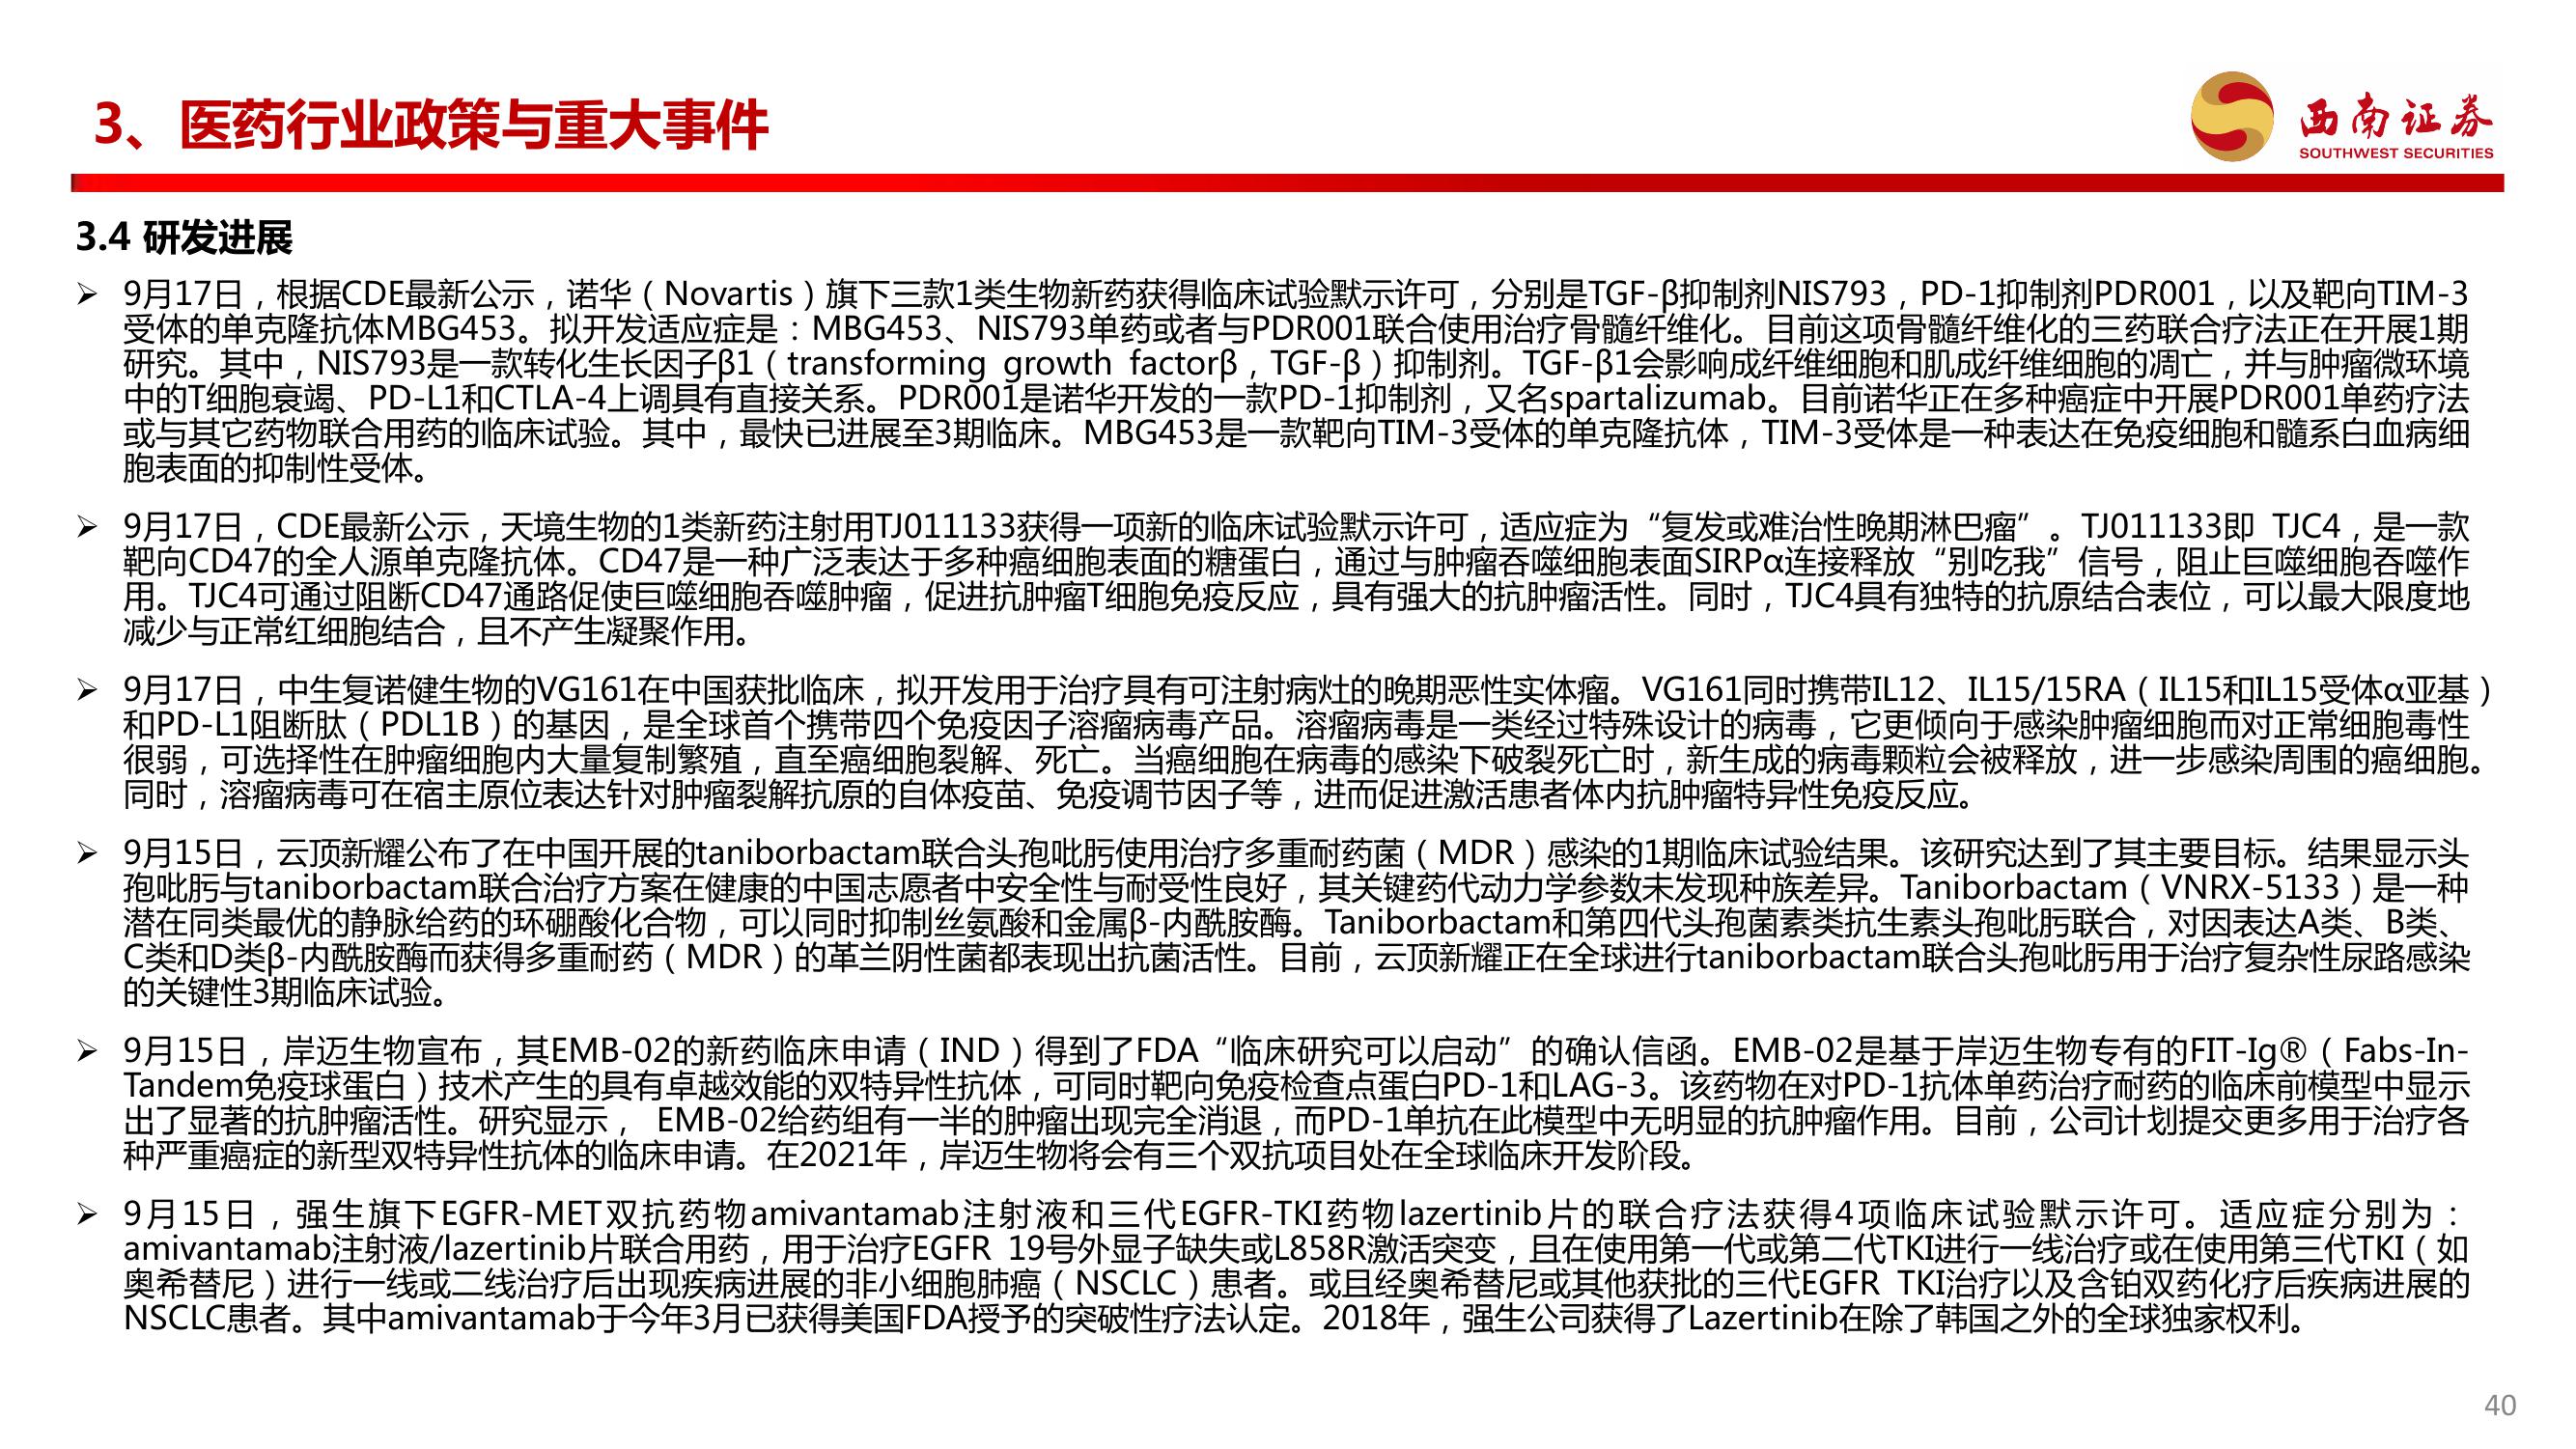 3、医药行业政策与重大事件
西南证券
SOUTHWEST SECURITIES
3.4 研发进展
➢ 9月17日，根据CDE最新公示，诺华（Novartis）旗下三款1类生物新药获得临床试验默示许可，分别是TGF-β抑制剂NIS793，PD-1抑制剂PDR001，以及靶向TIM-3
受体的单克隆抗体MBG453。拟开发适应症是：MBG453、NIS793单药或者与PDR001联合使用治疗骨髓纤维化。目前这项骨髓纤维化的三药联合疗法正在开展1期
研究。其中，NIS793是一款转化生长因子β1（transforming growth factorβ，TGF-β）抑制剂。TGF-β1会影响成纤维细胞和肌成纤维细胞的凋亡，并与肿瘤微环境
中的T细胞衰竭、PD-L1和CTLA-4上调具有直接关系。PDR001是诺华开发的一款PD-1抑制剂，又名spartalizumab。目前诺华正在多种癌症中开展PDR001单药疗法
或与其它药物联合用药的临床试验。其中，最快已进展至3期临床。MBG453是一款靶向TIM-3受体的单克隆抗体，TIM-3受体是一种表达在免疫细胞和髓系白血病细
胞表面的抑制性受体。
➢ 9月17日，CDE最新公示，天境生物的1类新药注射用TJ011133获得一项新的临床试验默示许可，适应症为“复发或难治性晚期淋巴瘤”。TJ011133即 TJC4，是一款
靶向CD47的全人源单克隆抗体。CD47是一种广泛表达于多种癌细胞表面的糖蛋白，通过与肿瘤吞噬细胞表面SIRPα连接释放“别吃我”信号，阻止巨噬细胞吞噬作
用。TJC4可通过阻断CD47通路促使巨噬细胞吞噬肿瘤，促进抗肿瘤T细胞免疫反应，具有强大的抗肿瘤活性。同时，TJC4具有独特的抗原结合表位，可以最大限度地
减少与正常红细胞结合，且不产生凝聚作用。
➢ 9月17日，中生复诺健生物的VG161在中国获批临床，拟开发用于治疗具有可注射病灶的晚期恶性实体瘤。VG161同时携带IL12、IL15/15RA（IL15和IL15受体α亚基）
和PD-L1阻断肽（PDL1B）的基因，是全球首个携带四个免疫因子溶瘤病毒产品。溶瘤病毒是一类经过特殊设计的病毒，它更倾向于感染肿瘤细胞而对正常细胞毒性
很弱，可选择性在肿瘤细胞内大量复制繁殖，直至癌细胞裂解、死亡。当癌细胞在病毒的感染下破裂死亡时，新生成的病毒颗粒会被释放，进一步感染周围的癌细胞。
同时，溶瘤病毒可在宿主原位表达针对肿瘤裂解抗原的自体疫苗、免疫调节因子等，进而促进激活患者体内抗肿瘤特异性免疫反应。
➢ 9月15日，云顶新耀公布了在中国开展的taniborbactam联合头孢吡肟使用治疗多重耐药菌（MDR）感染的1期临床试验结果。该研究达到了其主要目标。结果显示头
孢吡肟与taniborbactam联合治疗方案在健康的中国志愿者中安全性与耐受性良好，其关键药代动力学参数未发现种族差异。Taniborbactam（VNRX-5133）是一种
潜在同类最优的静脉给药的环硼酸化合物，可以同时抑制丝氨酸和金属β-内酰胺酶。Taniborbactam和第四代头孢菌素类抗生素头孢吡肟联合，对因表达A类、B类、
C类和D类β-内酰胺酶而获得多重耐药（MDR）的革兰阴性菌都表现出抗菌活性。目前，云顶新耀正在全球进行taniborbactam联合头孢吡肟用于治疗复杂性尿路感染
的关键性3期临床试验。
➢ 9月15日，岸迈生物宣布，其EMB-02的新药临床申请（IND）得到了FDA“临床研究可以启动”的确认信函。EMB-02是基于岸迈生物专有的FIT-Ig®（Fabs-In-
Tandem免疫球蛋白）技术产生的具有卓越效能的双特异性抗体，可同时靶向免疫检查点蛋白PD-1和LAG-3。该药物在对PD-1抗体单药治疗耐药的临床前模型中显示
出了显著的抗肿瘤活性。研究显示， EMB-02给药组有一半的肿瘤出现完全消退，而PD-1单抗在此模型中无明显的抗肿瘤作用。目前，公司计划提交更多用于治疗各
种严重癌症的新型双特异性抗体的临床申请。在2021年，岸迈生物将会有三个双抗项目处在全球临床开发阶段。
➢ 9月15日，强生旗下EGFR-MET双抗药物amivantamab注射液和三代EGFR-TKI药物lazertinib片的联合疗法获得4项临床试验默示许可。适应症分别为：
amivantamab注射液/lazertinib片联合用药，用于治疗EGFR 19号外显子缺失或L858R激活突变，且在使用第一代或第二代TKI进行一线治疗或在使用第三代TKI（如
奥希替尼）进行一线或二线治疗后出现疾病进展的非小细胞肺癌（NSCLC）患者。或且经奥希替尼或其他获批的三代EGFR TKI治疗以及含铂双药化疗后疾病进展的
NSCLC患者。其中amivantamab于今年3月已获得美国FDA授予的突破性疗法认定。2018年，强生公司获得了Lazertinib在除了韩国之外的全球独家权利。
40